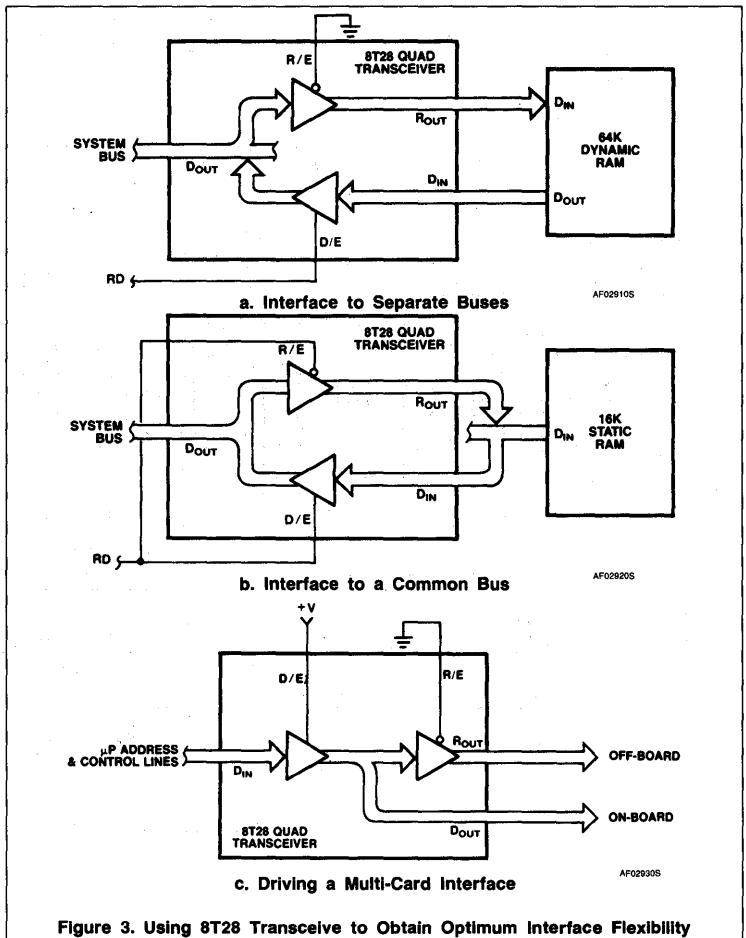 R/E
8T28 QUAD
TRANSCEIVER
SYSTEM
BUS
DOUT
ROUT
DIN
DIN
DOUT
64K
DYNAMIC
RAM
D/E
RD
a. Interface to Separate Buses
AF02910S
8T28 QUAD
TRANSCEIVER
R/E
SYSTEM
BUS
DOUT
ROUT
DIN
DIN
16K
STATIC
RAM
D/E
RD
b. Interface to a Common Bus
AF02920S
+V
D/E
R/E
μP ADDRESS
& CONTROL LINES
DIN
ROUT
OFF-BOARD
DOUT
ON-BOARD
8T28 QUAD
TRANSCEIVER
c. Driving a Multi-Card Interface
AF02930S
Figure 3. Using 8T28 Transceive to Obtain Optimum Interface Flexibility